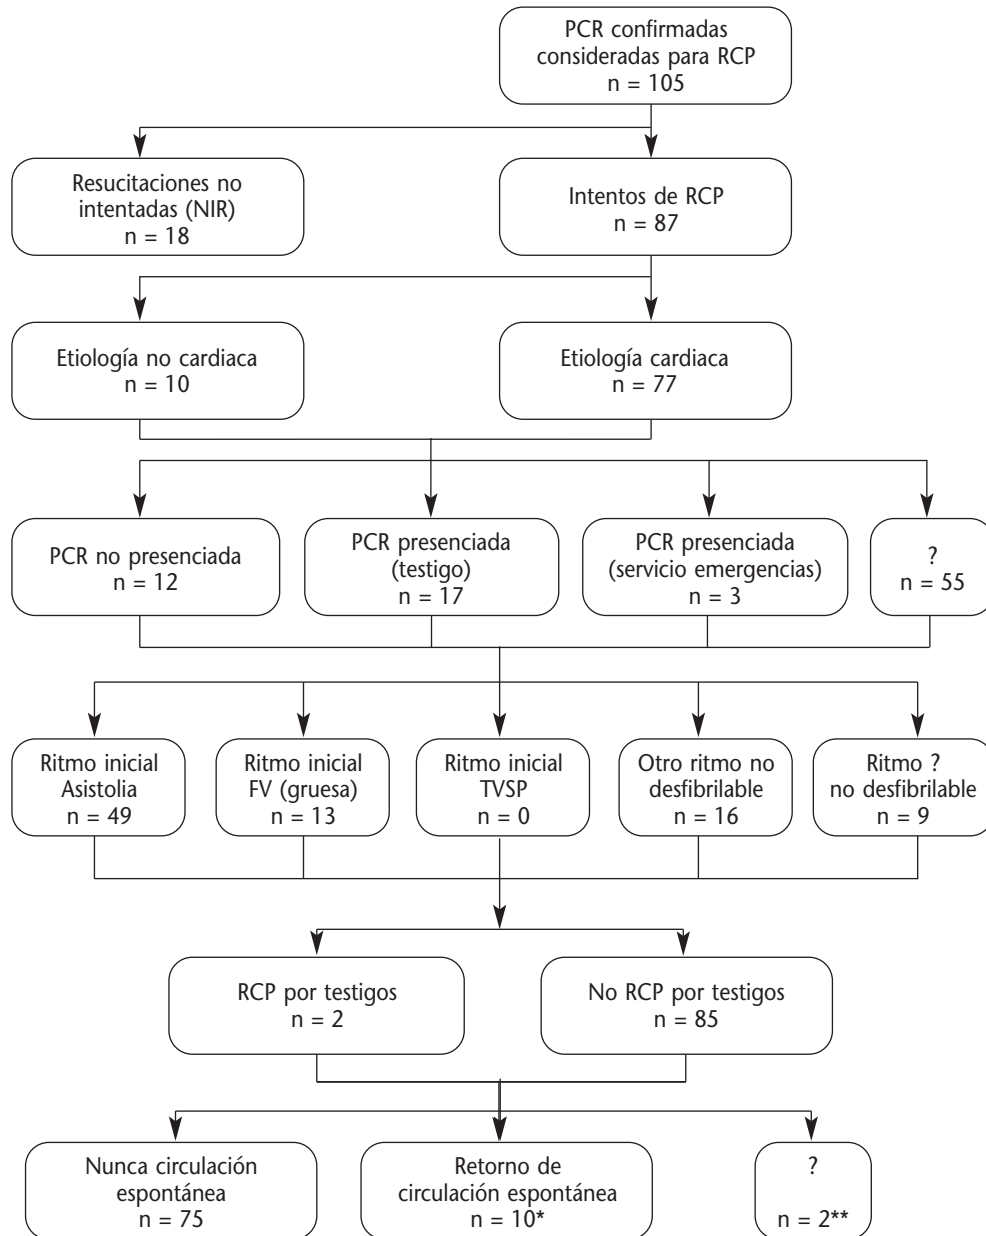 PCR confirmadas
consideradas para RCP
n = 105
Resucitaciones no
intentadas (NIR)
n = 18
Intentos de RCP
n = 87
Etiología no cardiaca
n = 10
Etiología cardiaca
n = 77
PCR no presenciada
n = 12
PCR presenciada
(testigo)
n = 17
PCR presenciada
(servicio emergencias)
n = 3
?
n = 55
Ritmo inicial
Asistolia
n = 49
Ritmo inicial
FV (gruesa)
n = 13
Ritmo inicial
TVSP
n = 0
Otro ritmo no
desfibrilable
n = 16
Ritmo ?
no desfibrilable
n = 9
RCP por testigos
n = 2
No RCP por testigos
n = 85
Nunca circulación
espontánea
n = 75
Retorno de
circulación espontánea
n = 10*
?
n = 2**